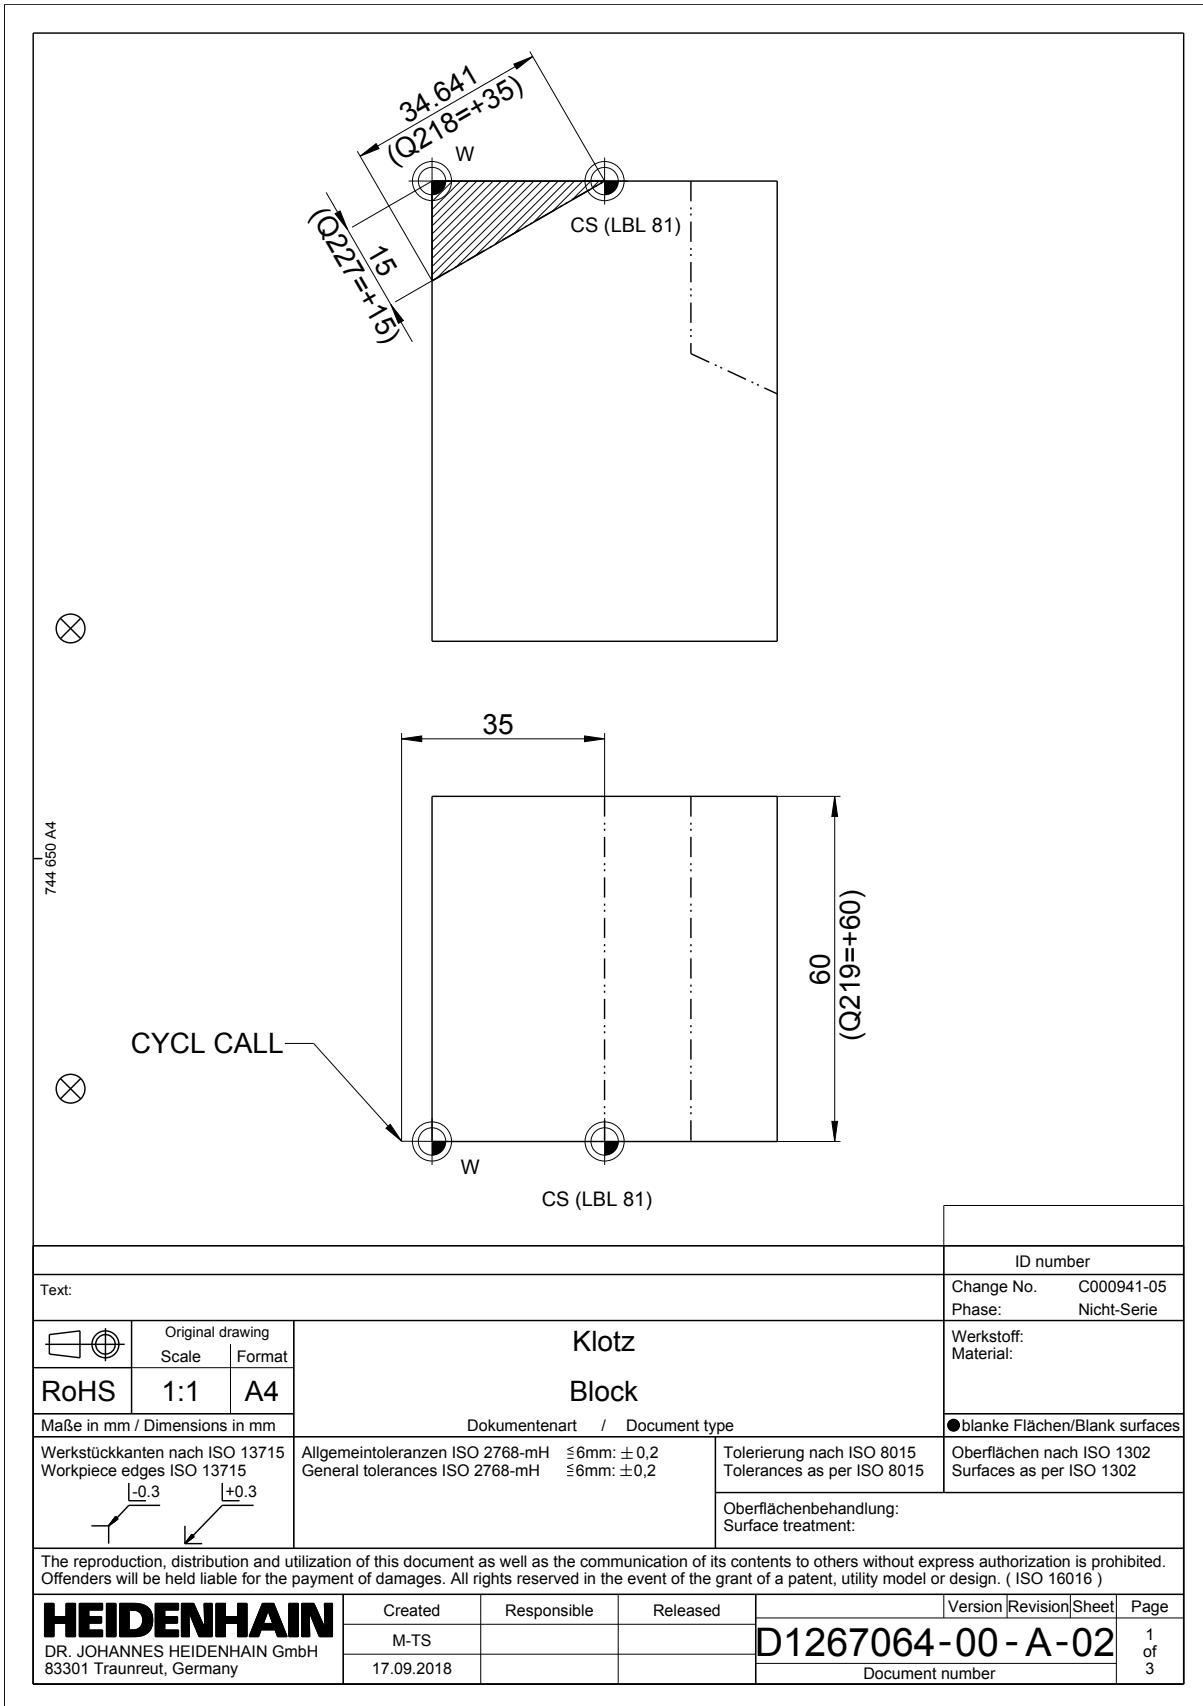 34.641
(Q218=+35)
W
CS (LBL 81)
15
(Q227=+15)
35
744 650 A4
60
(Q219=+60)
CYCL CALL
W
CS (LBL 81)
ID number
Text:
Change No. C000941-05
Phase: Nicht-Serie
Original drawing
Scale Format
RoHS 1:1 A4
Klotz
Block
Werkstoff:
Material:
Maße in mm / Dimensions in mm
Dokumentenart / Document type
blanke Flächen/Blank surfaces
Werkstückkanten nach ISO 13715
Workpiece edges ISO 13715
-0.3 +0.3
Allgemeintoleranzen ISO 2768-mH ≦6mm: ±0,2
General tolerances ISO 2768-mH ≦6mm: ±0,2
Tolerierung nach ISO 8015
Tolerances as per ISO 8015
Oberflächen nach ISO 1302
Surfaces as per ISO 1302
Oberflächenbehandlung:
Surface treatment:
The reproduction, distribution and utilization of this document as well as the communication of its contents to others without express authorization is prohibited.
Offenders will be held liable for the payment of damages. All rights reserved in the event of the grant of a patent, utility model or design. ( ISO 16016 )
HEIDENHAIN
DR. JOHANNES HEIDENHAIN GmbH
83301 Traunreut, Germany
Created Responsible Released
M-TS
17.09.2018
Version Revision Sheet Page
D1267064-00-A-02
Document number
1
of
3